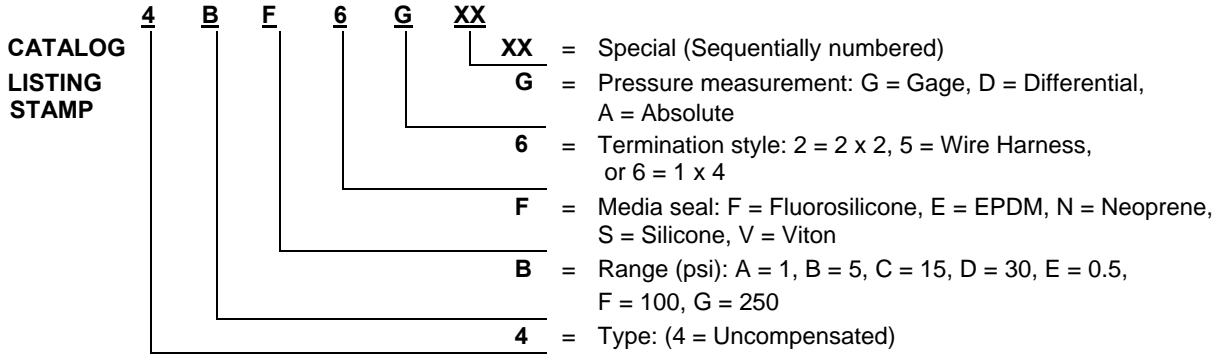 4 B F 6 G XX
CATALOG XX = Special (Sequentially numbered)
LISTING G = Pressure measurement: G = Gage, D = Differential,
STAMP A = Absolute
6 = Termination style: 2 = 2 x 2, 5 = Wire Harness,
or 6 = 1 x 4
F = Media seal: F = Fluorosilicone, E = EPDM, N = Neoprene,
S = Silicone, V = Viton
B = Range (psi): A = 1, B = 5, C = 15, D = 30, E = 0.5,
F = 100, G = 250
4 = Type: (4 = Uncompensated)